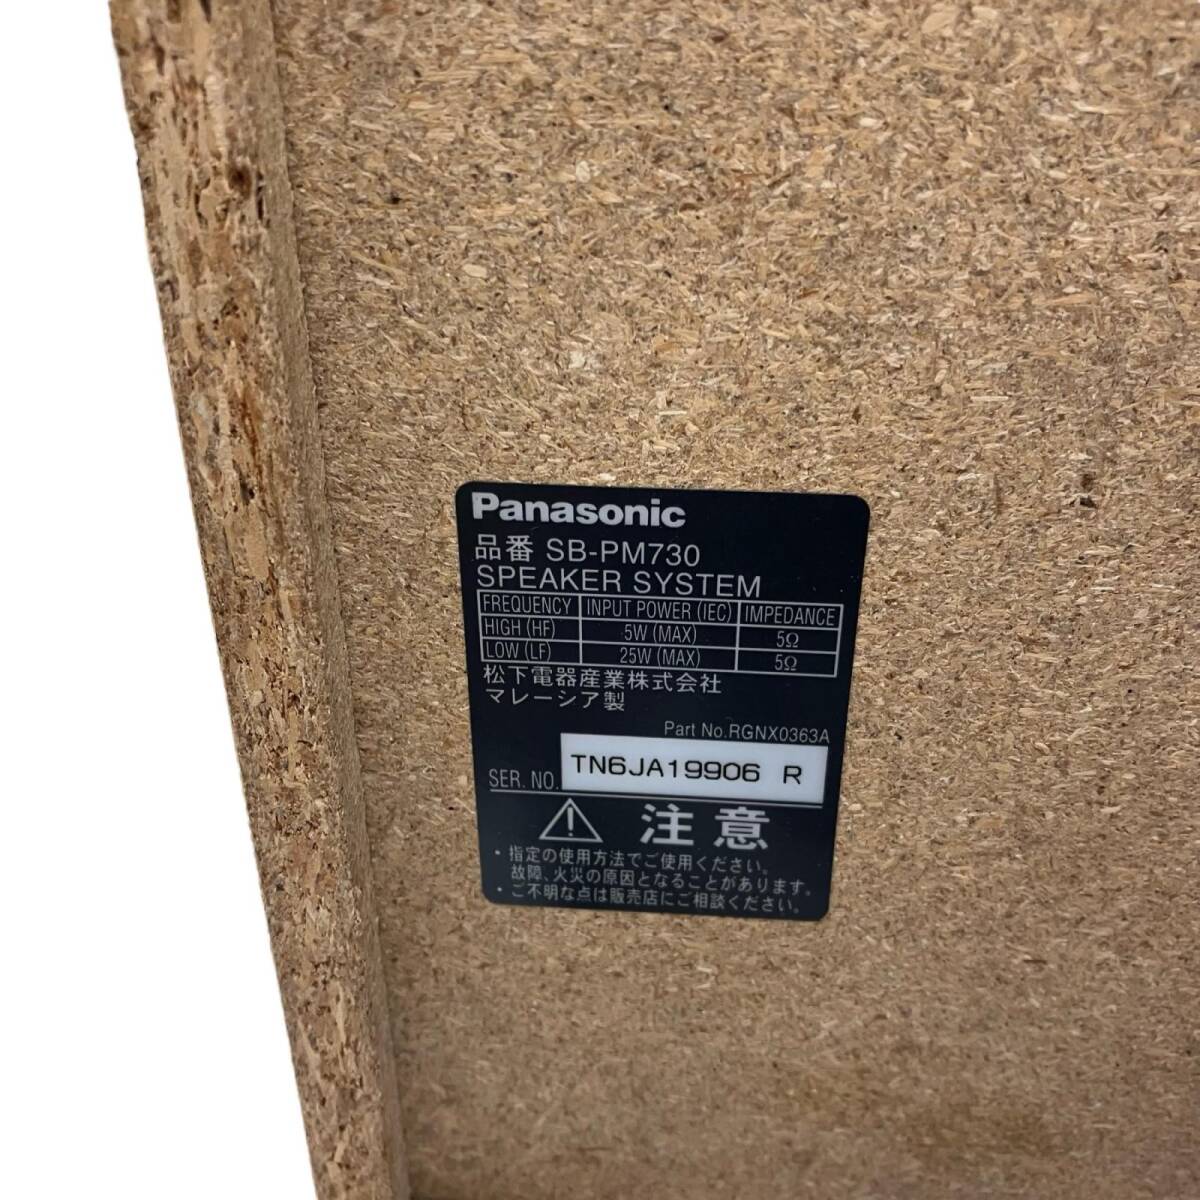 Panasonic
品番 SB-PM730
SPEAKER SYSTEM
FREQUENCY INPUT POWER (IEC) IMPEDANCE
HIGH (HF) 5W (MAX) 5Ω
LOW (LF) 25W (MAX) 5Ω
松下電器産業株式会社
マレーシア製
Part No.RGNX0363A
SER. NO. TN6JA19906 R
注意
・指定の使用方法でご使用ください。
故障、火災の原因となることがあります。
・ご不明な点は販売店にご相談ください。